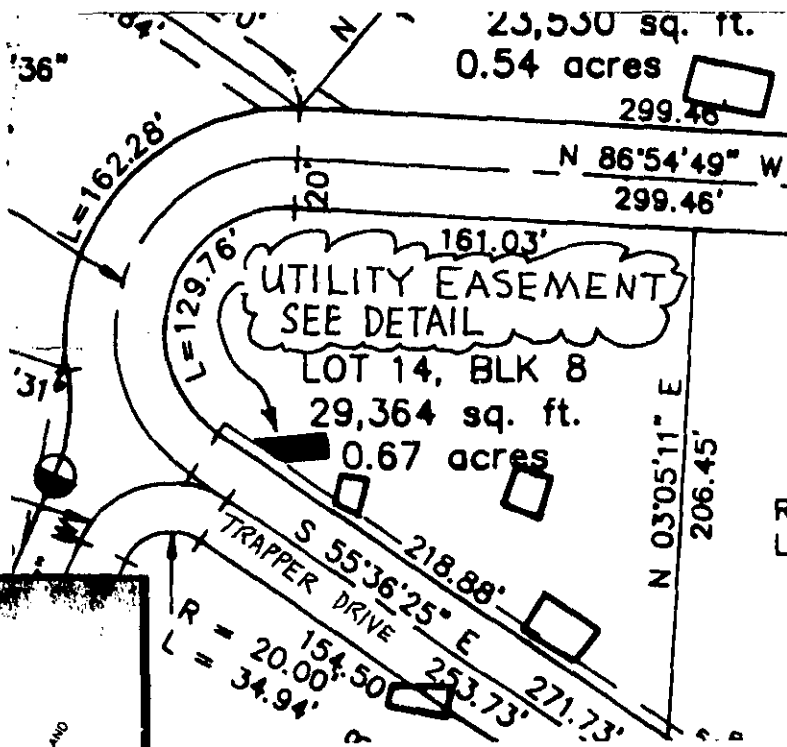 23,530 sq. ft.
0.54 acres
'36"
N
299.46'
N 86°54'49" W
299.46'
L=162.28'
20'
161.03'
L=129.76'
UTILITY EASEMENT
SEE DETAIL
LOT 14, BLK 8
29,364 sq. ft.
0.67 acres
'31"
N 03°05'11" E
206.45'
R
L
218.88'
S 55°36'25" E
TRAPPER DRIVE
R = 20.00'
L = 34.94'
154.50'
253.73'
271.73'
AND